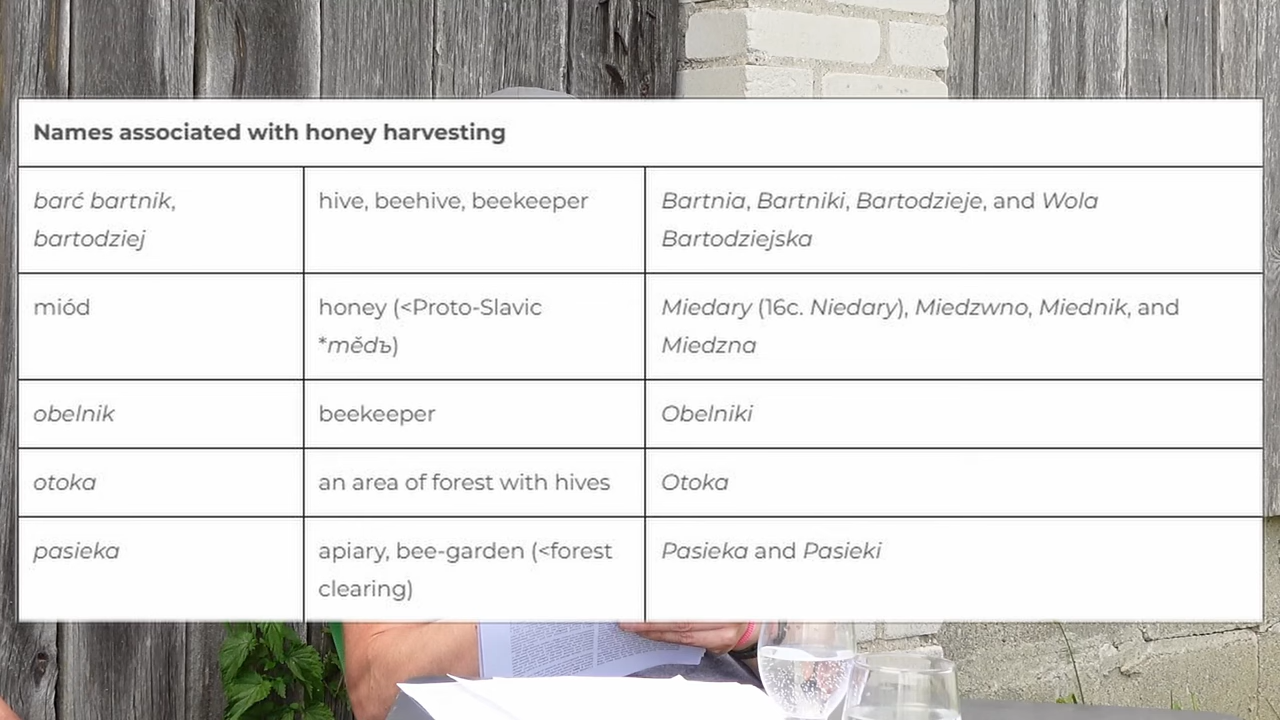 Names associated with honey harvesting
barć bartnik,
bartodziej
hive, beehive, beekeeper
Bartnia, Bartniki, Bartodzieje, and Wola
Bartodziejska
miód
honey (<Proto-Slavic
*mědъ)
Miedary (16c. Niedary), Miedzwno, Miednik, and
Miedzna
obelnik
beekeeper
Obelniki
otoka
an area of forest with hives
Otoka
pasieka
apiary, bee-garden (<forest
clearing)
Pasieka and Pasieki